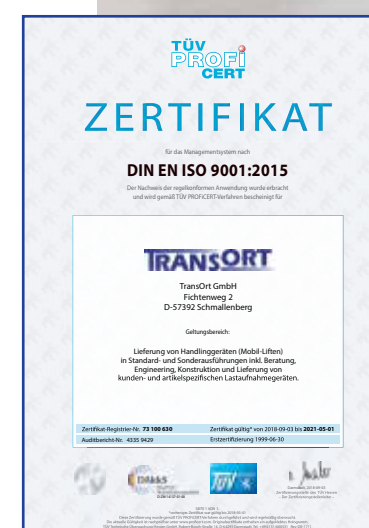 TÜV
PROFI
CERT
ZERTIFIKAT
für das Managementsystem nach
DIN EN ISO 9001:2015
Der Nachweis der regelkonformen Anwendung wurde erbracht
und wird gemäß TÜV PROFiCERT-Verfahren bescheinigt für
TRANSORT
TransOrt GmbH
Fichtenweg 2
D-57392 Schmallenberg
Geltungsbereich:
Lieferung von Handlinggeräten (Mobil-Liften)
in Standard- und Sonderausführungen inkl. Beratung,
Engineering, Konstruktion und Lieferung von
kunden- und artikelspezifischen Lastaufnahmegeräten.
Zertifikat-Registrier-Nr. 73 100 630
Zertifikat gültig* von 2018-09-03 bis 2021-05-01
Auditbericht-Nr. 4335 9429
Erstzertifizierung 1999-06-30
DAkkS
TÜV